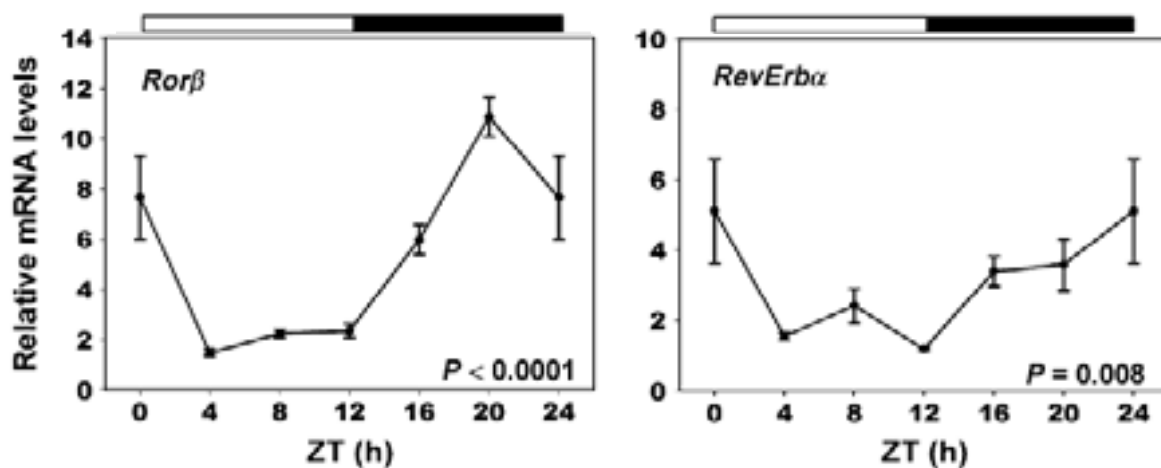 Relative mRNA levels
14
12
10
8
6
4
2
0
Rorβ
P < 0.0001
0 4 8 12 16 20 24
ZT (h)
10
8
6
4
2
0
RevErbα
P = 0.008
0 4 8 12 16 20 24
ZT (h)